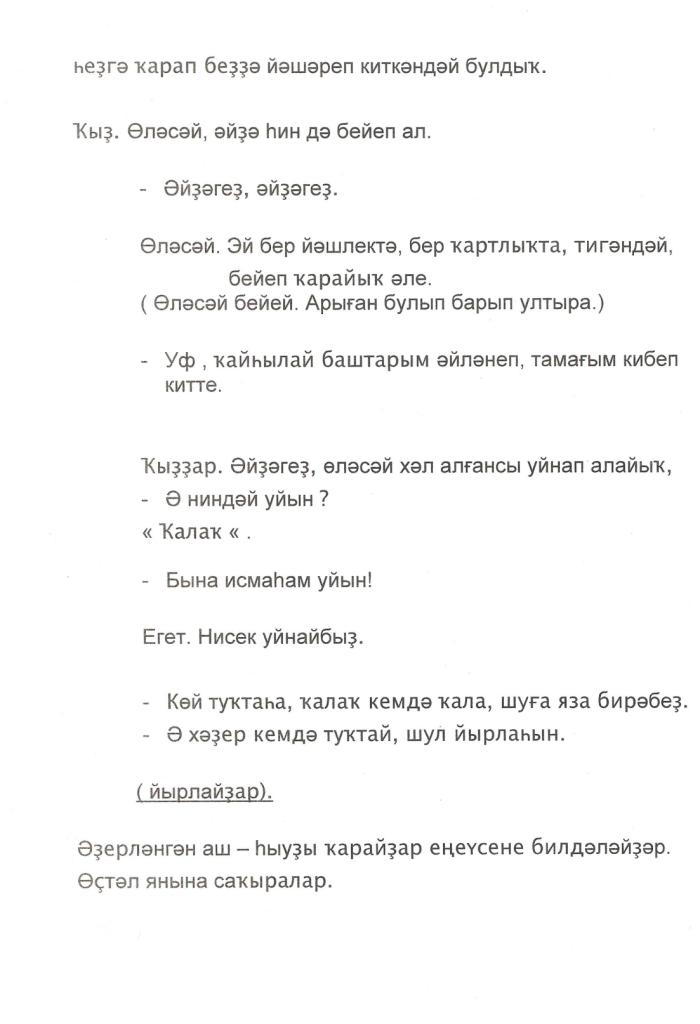 һеҙгә ҡарап беҙҙә йәшәреп киткәндәй булдыҡ.
Ҡыҙ. Өләсәй, әйҙә һин дә бейеп ал.
- Әйҙәгеҙ, әйҙәгеҙ.
Өләсәй. Эй бер йәшлектә, бер ҡартлыҡта, тигәндәй,
бейеп ҡарайыҡ әле.
( Өләсәй бейей. Арыған булып барып ултыра.)
- Уф , ҡайһылай баштарым әйләнеп, тамағым кибеп
китте.
Ҡыҙҙар. Әйҙәгеҙ, өләсәй хәл алғансы уйнап алайыҡ,
- Ә ниндәй уйын ?
« Ҡалаҡ « .
- Бына исмаһам уйын!
Егет. Нисек уйнайбыҙ.
- Көй туҡтаһа, ҡалаҡ кемдә ҡала, шуға яза бирәбеҙ.
- Ә хәҙер кемдә туҡтай, шул йырлаһын.
( йырлайҙар).
Әҙерләнгән аш – һыуҙы ҡарайҙар еңеүсене билдәләйҙәр.
Өҫтәл янына саҡыралар.